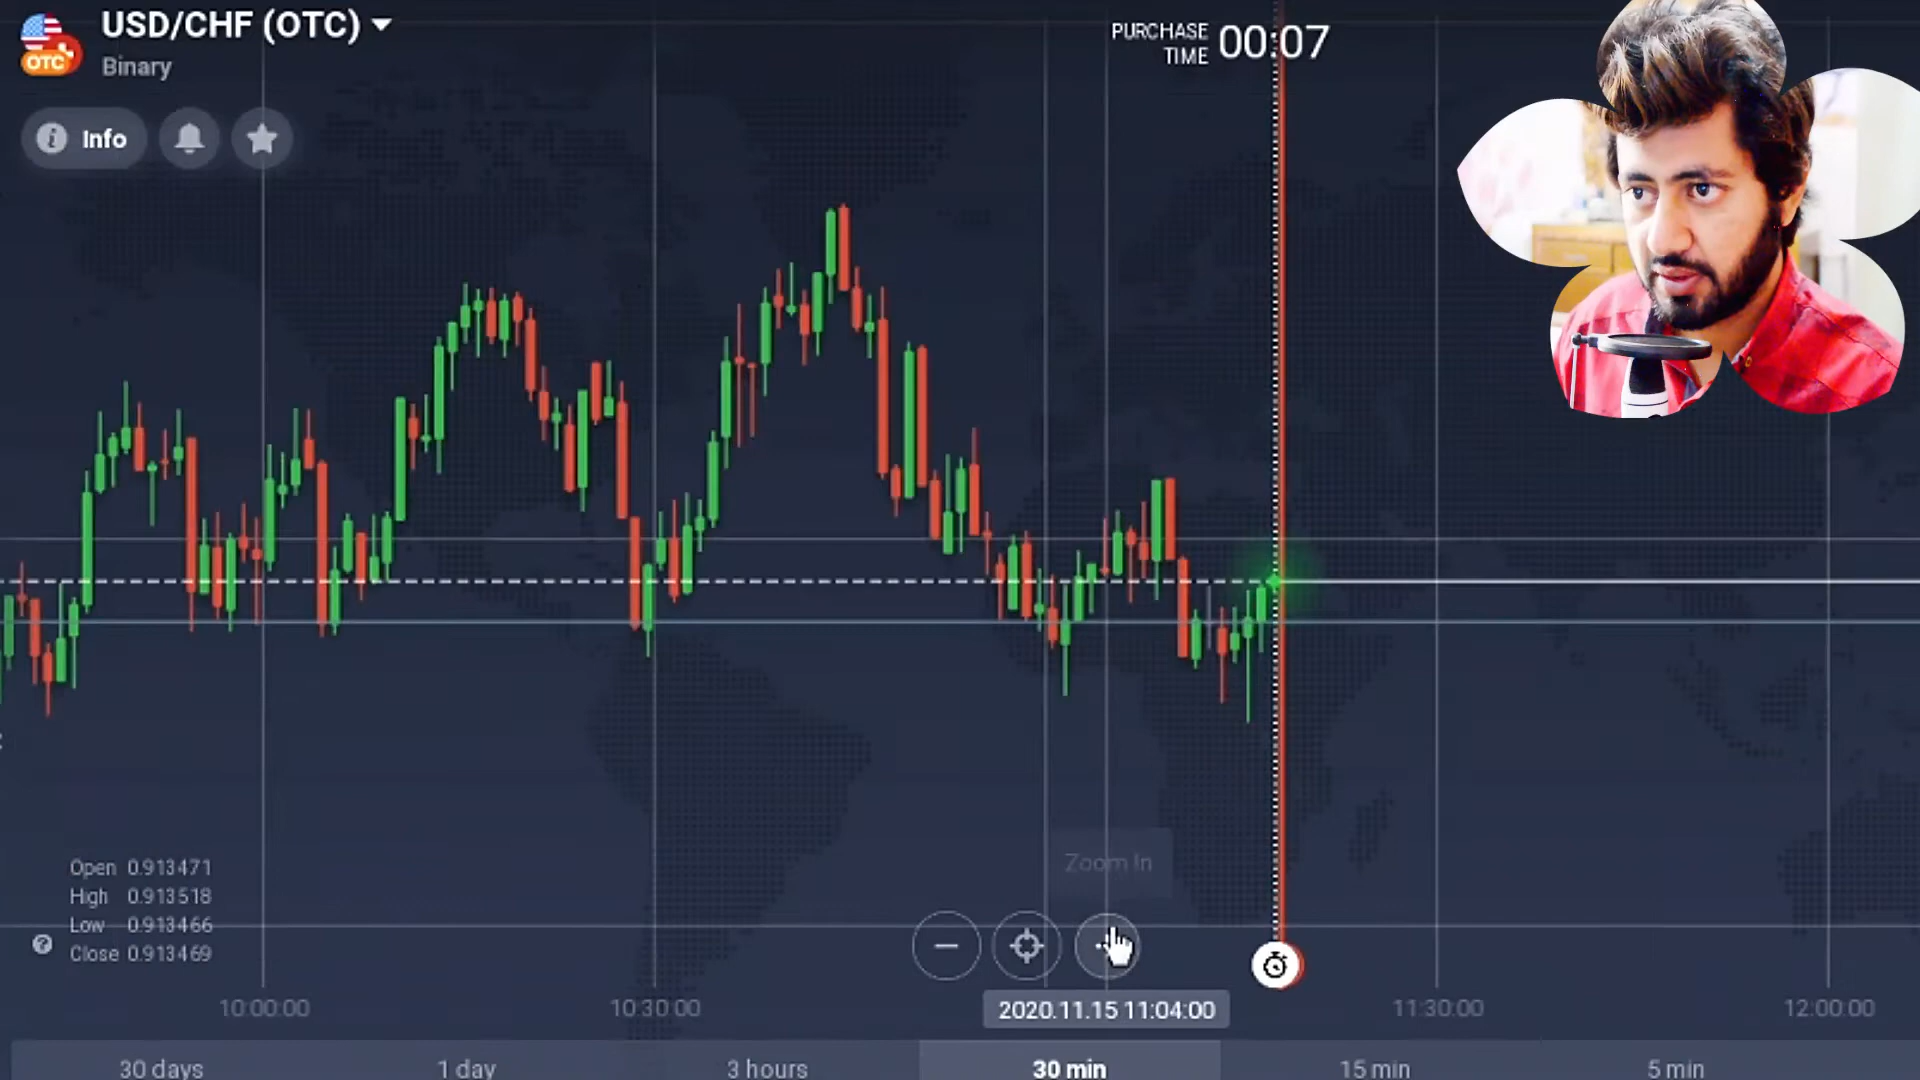 USD/CHF (OTC)
OTC
Binary
PURCHASE
TIME
00:07
Info
Zoom In
Open 0.913471
High 0.913518
Low 0.913466
Close 0.913469
10:00:00
10:30:00
2020.11.15 11:04:00
11:30:00
12:00:00
30 days
1 day
3 hours
30 min
15 min
5 min